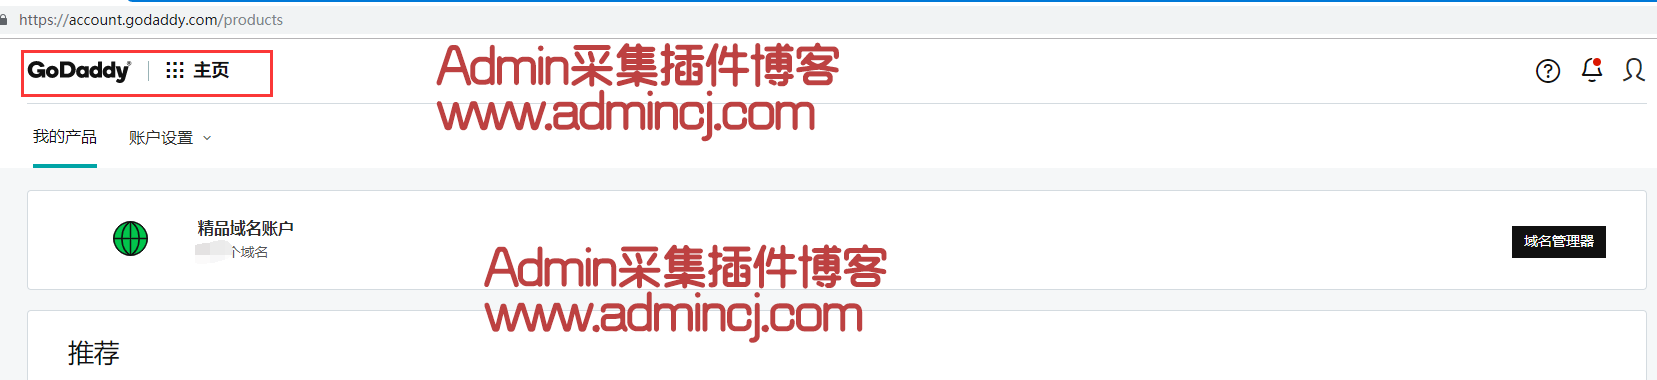 https://account.godaddy.com/products
GoDaddy® 主页
Admin采集插件博客
www.admincj.com
我的产品 账户设置
精品域名账户
个域名
域名管理器
Admin采集插件博客
www.admincj.com
推荐